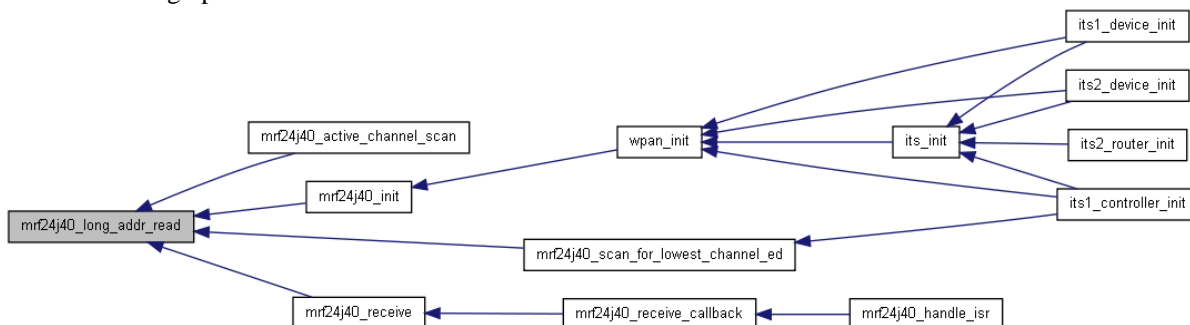 its1_device_init
its2_device_init
mrf24j40_active_channel_scan
wpan_init
its_init
its2_router_init
mrf24j40_init
its1_controller_init
mrf24j40_long_addr_read
mrf24j40_scan_for_lowest_channel_ed
mrf24j40_receive
mrf24j40_receive_callback
mrf24j40_handle_isr